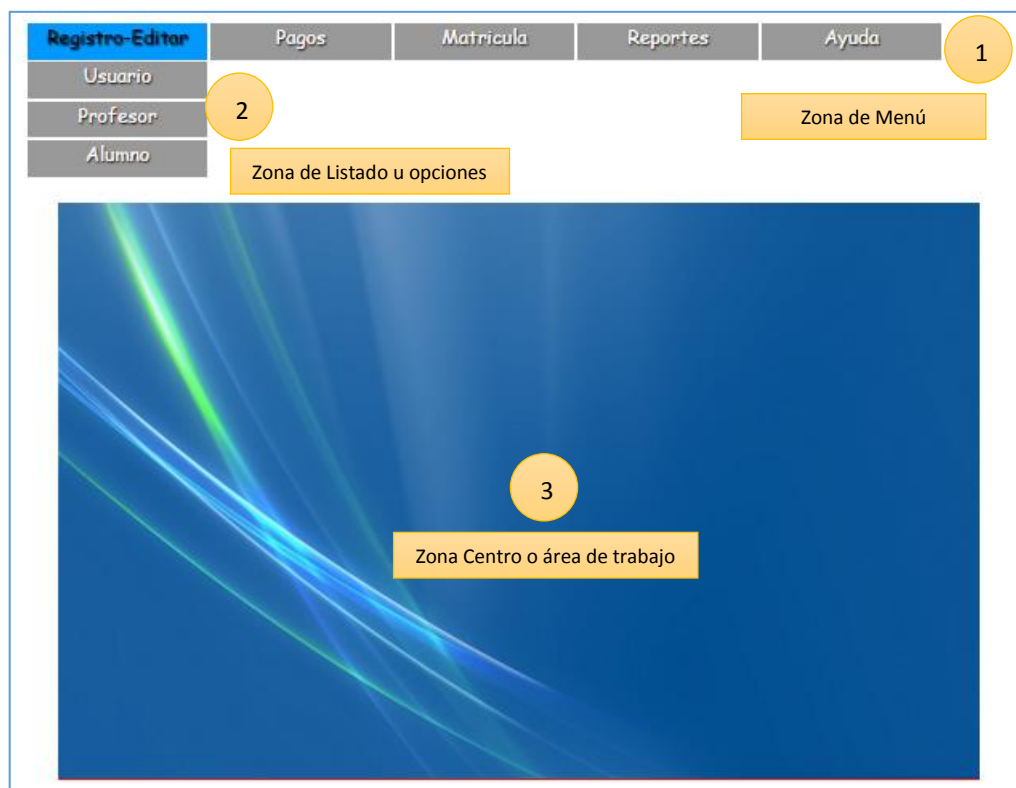 Registro-Editar Pagos Matricula Reportes Ayuda
1
Usuario
Profesor
Alumno
2
Zona de Menú
Zona de Listado u opciones
3
Zona Centro o área de trabajo